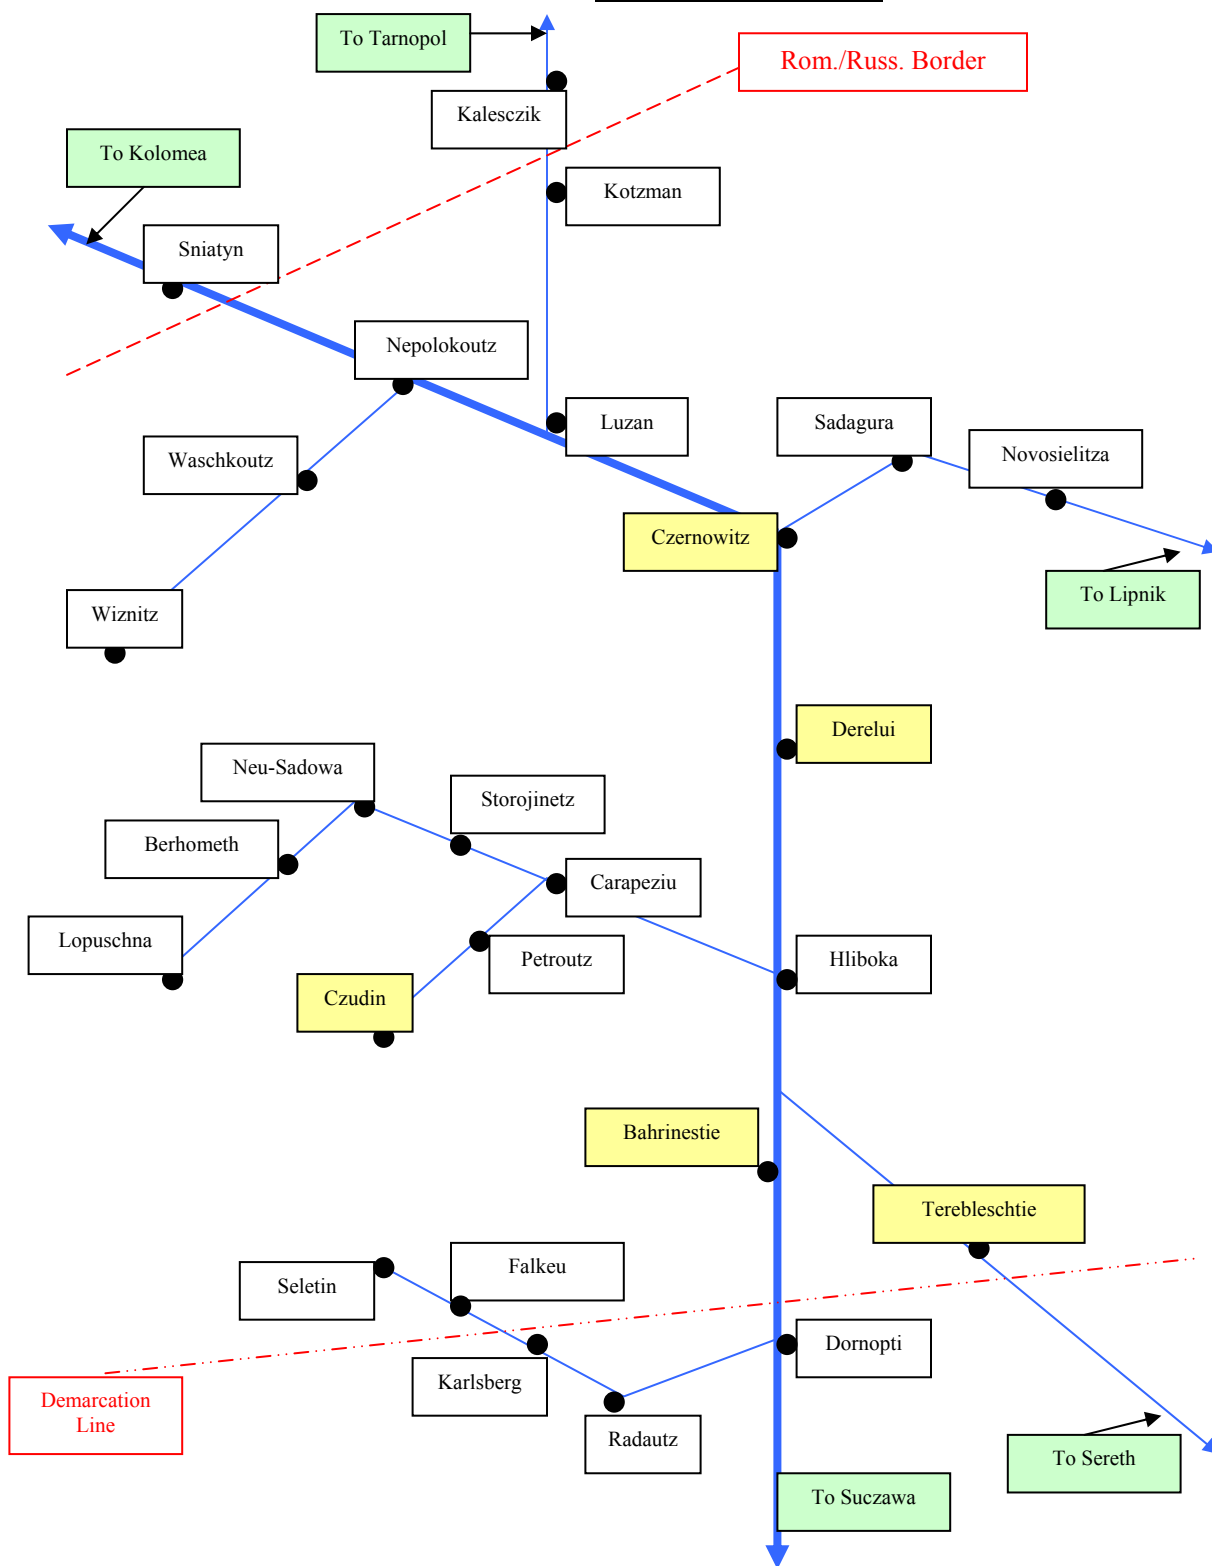 To Tarnopol
Rom./Russ. Border
Kalesczik
To Kolomea
Kotzman
Sniatyn
Nepolokoutz
Luzan
Sadagura
Novosielitza
Waschkoutz
Czernowitz
To Lipnik
Wiznitz
Derelui
Neu-Sadowa
Storojinetz
Berhometh
Carapeziu
Lopuschna
Petroutz
Hliboka
Czudin
Bahrinestie
Terebleschtie
Falkeu
Seletin
Dornopti
Karlsberg
Demarcation
Line
Radautz
To Sereth
To Suczawa